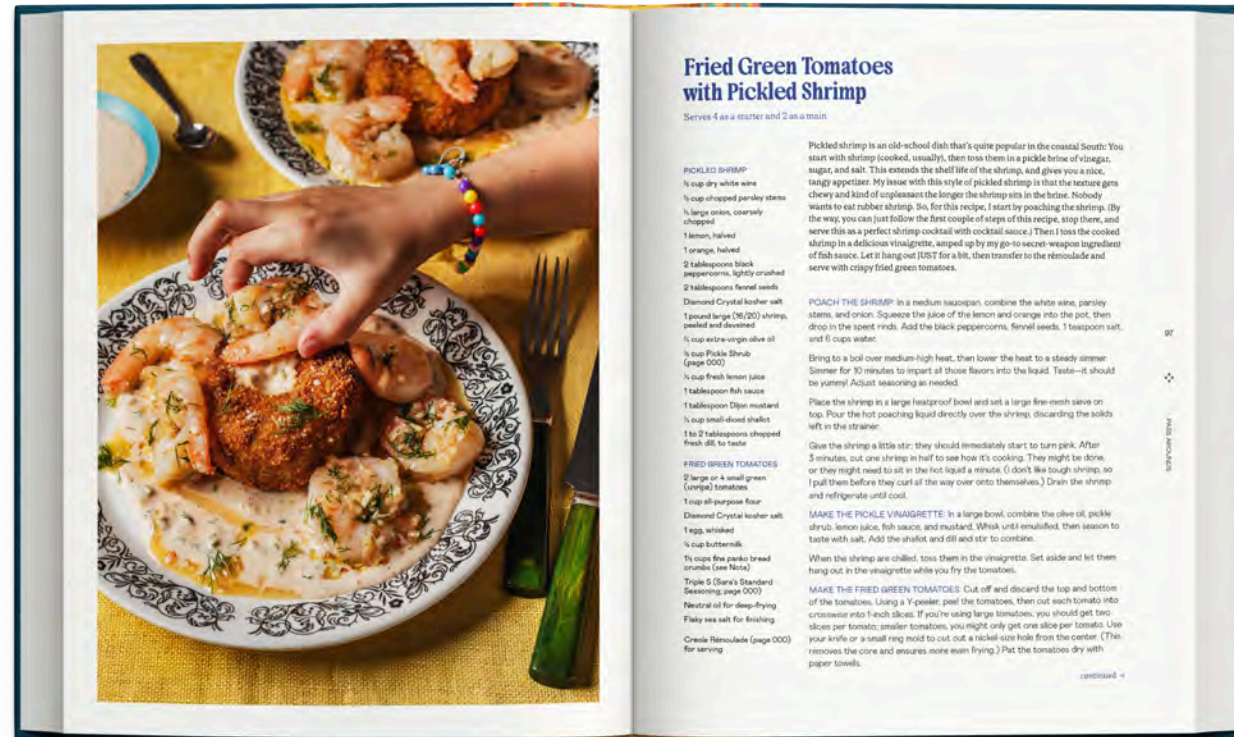 Fried Green Tomatoes
with Pickled Shrimp
Serves 4 as a starter and 2 as a main
PICKLED SHRIMP
cup dry white wine
cup chopped parsley stems
large onion, coarsely
chopped
1 lemon, halved
1 orange, halved
2 tablespoons black
peppercorns, lightly crushed
2 tablespoons fennel seeds
Diamond Crystal kosher salt
1 pound large (16/20) shrimp,
peeled and deveined
cup extra-virgin olive oil
cup Pickle Shrub
(page 000)
cup fresh lemon juice
1 tablespoon fish sauce
1 tablespoon Dijon mustard
cup small-diced shallot
1 to 2 tablespoons chopped
fresh dill, to taste
FRIED GREEN TOMATOES
2 large or 4 small green
(unripe) tomatoes
1 cup all-purpose flour
Diamond Crystal kosher salt
1 egg, whisked
cup buttermilk
cups fine panko bread
crumbs (see Note)
Triple S (Sara's Standard
Seasoning; page 000)
Neutral oil for deep-frying
Flaky sea salt for finishing
Creole Rémoulade (page 000)
for serving
Pickled shrimp is an old-school dish that's quite popular in the coastal South: You
start with shrimp (cooked, usually), then toss them in a pickle brine of vinegar,
sugar, and salt. This extends the shelf life of the shrimp, and gives you a nice,
tangy appetizer. My issue with this style of pickled shrimp is that the texture gets
chewy and kind of unpleasant the longer the shrimp sits in the brine. Nobody
wants to eat rubber shrimp. So, for this recipe, I start by poaching the shrimp. (By
the way, you can just follow the first couple of steps of this recipe, stop there, and
serve this as a perfect shrimp cocktail with cocktail sauce.) Then I toss the cooked
shrimp in a delicious vinaigrette, amped up by my go-to secret-weapon ingredient
of fish sauce. Let it hang out JUST for a bit, then transfer to the rémoulade and
serve with crispy fried green tomatoes.
POACH THE SHRIMP: In a medium saucepan, combine the white wine, parsley
stems, and onion. Squeeze the juice of the lemon and orange into the pot, then
drop in the spent rinds. Add the black peppercorns, fennel seeds, 1 teaspoon salt,
and 6 cups water.
Bring to a boil over medium-high heat, then lower the heat to a steady simmer.
Simmer for 10 minutes to impart all those flavors into the liquid. Taste—it should
be yummy! Adjust seasoning as needed.
Place the shrimp in a large heatproof bowl and set a large fine-mesh sieve on
top. Pour the hot poaching liquid directly over the shrimp, discarding the solids
left in the strainer.
Give the shrimp a little stir; they should immediately start to turn pink. After
3 minutes, cut one shrimp in half to see how it's cooking. They might be done,
or they might need to sit in the hot liquid a minute. (I don't like tough shrimp, so
I pull them before they curl all the way over onto themselves.) Drain the shrimp
and refrigerate until cool.
MAKE THE PICKLE VINAIGRETTE: In a large bowl, combine the olive oil, pickle
shrub, lemon juice, fish sauce, and mustard. Whisk until emulsified, then season to
taste with salt. Add the shallot and dill and stir to combine.
When the shrimp are chilled, toss them in the vinaigrette. Set aside and let them
hang out in the vinaigrette while you fry the tomatoes.
MAKE THE FRIED GREEN TOMATOES: Cut off and discard the top and bottom
of the tomatoes. Using a Y-peeler, peel the tomatoes, then cut each tomato into
crosswise into 1-inch slices. If you're using large tomatoes, you should get two
slices per tomato; smaller tomatoes, you might only get one slice per tomato. Use
your knife or a small ring mold to cut out a nickel-size hole from the center. (This
removes the core and ensures more even frying.) Pat the tomatoes dry with
paper towels.
continued →
97
PASS AROUNDS